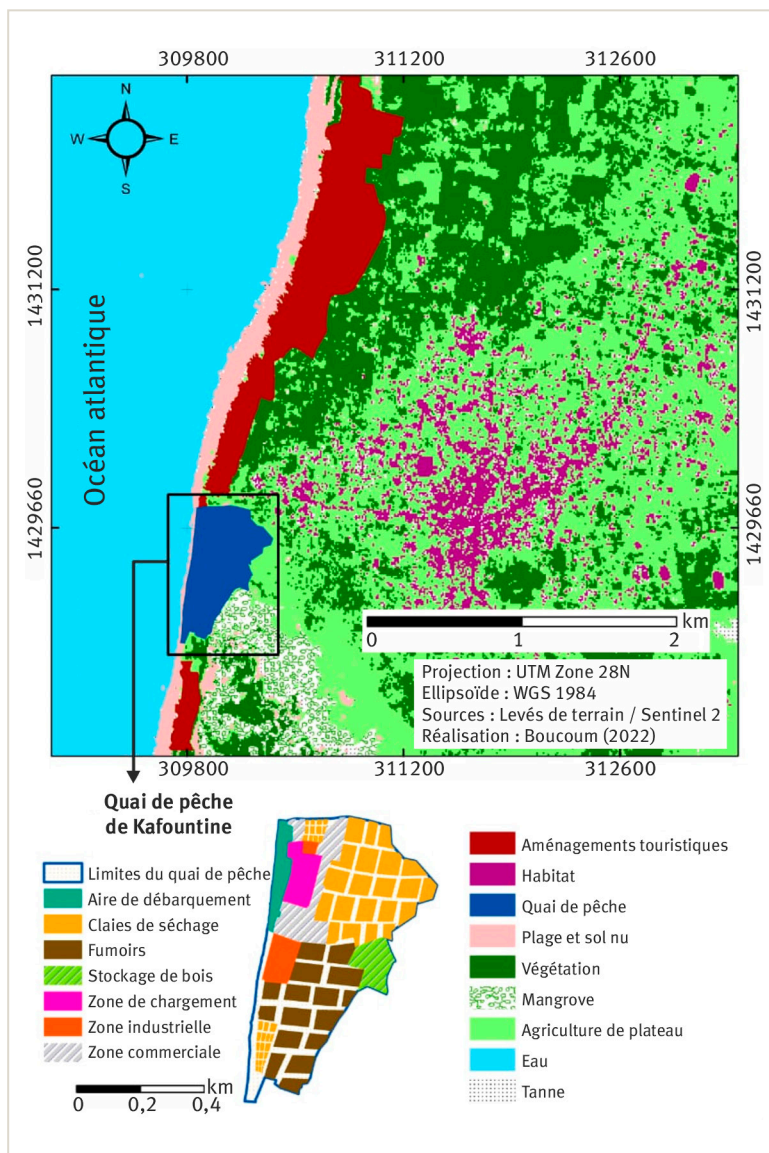 309800 311200 312600
N
W E
S
1431200
1431200
Océan atlantique
1429660
1429660
km
0 1 2
Projection : UTM Zone 28N
Ellipsoïde : WGS 1984
Sources : Levés de terrain / Sentinel 2
Réalisation : Boucoum (2022)
309800 311200 312600
Quai de pêche
de Kafountine
Limites du quai de pêche
Aire de débarquement
Claies de séchage
Fumoirs
Stockage de bois
Zone de chargement
Zone industrielle
Zone commerciale
km
0 0,2 0,4
Aménagements touristiques
Habitat
Quai de pêche
Plage et sol nu
Végétation
Mangrove
Agriculture de plateau
Eau
Tanne